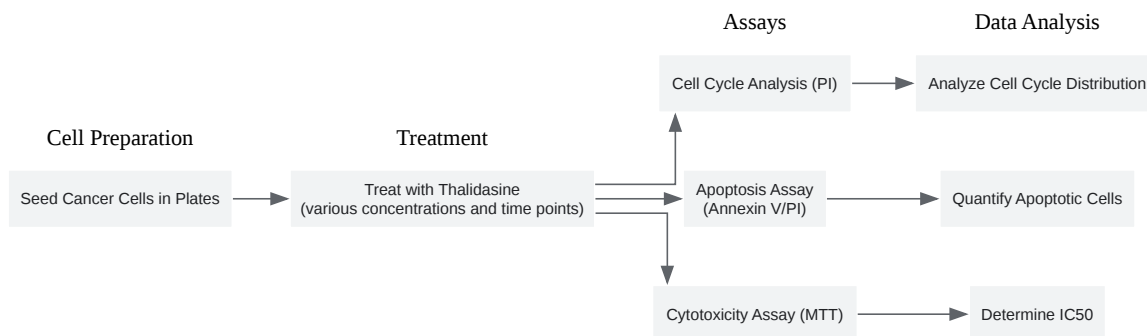 Assays
Data Analysis
Cell Cycle Analysis (PI)
Analyze Cell Cycle Distribution
Cell Preparation
Treatment
Seed Cancer Cells in Plates
Treat with Thalidasine
(various concentrations and time points)
Apoptosis Assay
(Annexin V/PI)
Quantify Apoptotic Cells
Cytotoxicity Assay (MTT)
Determine IC50